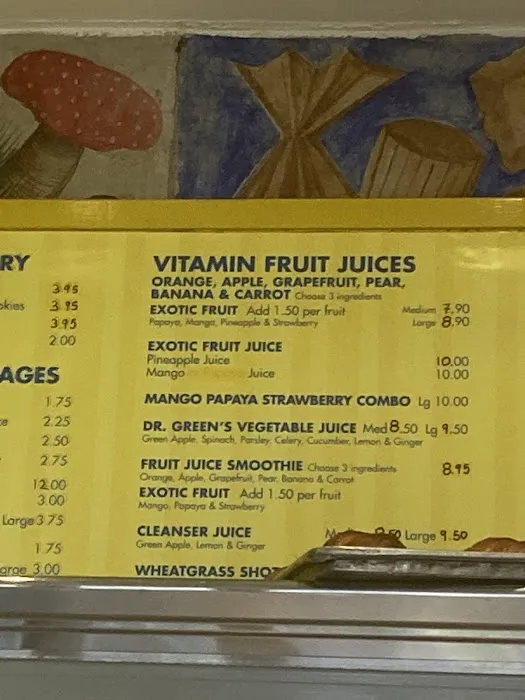 RY
3.95
okies 3.95
3.95
2.00
AGES
1.75
2.25
2.50
2.75
12.00
3.00
Large 3.75
1.75
arge 3.00
VITAMIN FRUIT JUICES
ORANGE, APPLE, GRAPEFRUIT, PEAR,
BANANA & CARROT Choose 3 ingredients
EXOTIC FRUIT Add 1.50 per fruit Medium 7.90
Papaya, Mango, Pineapple & Strawberry Large 8.90
EXOTIC FRUIT JUICE
Pineapple Juice 10.00
Mango Juice 10.00
MANGO PAPAYA STRAWBERRY COMBO Lg 10.00
DR. GREEN'S VEGETABLE JUICE Med 8.50 Lg 9.50
Green Apple, Spinach, Parsley, Celery, Cucumber, Lemon & Ginger
FRUIT JUICE SMOOTHIE Choose 3 ingredients 8.95
Orange, Apple, Grapefruit, Pear, Banana & Carrot
EXOTIC FRUIT Add 1.50 per fruit
Mango, Papaya & Strawberry
CLEANSER JUICE Large 9.50
Green Apple, Lemon & Ginger
WHEATGRASS SHOT